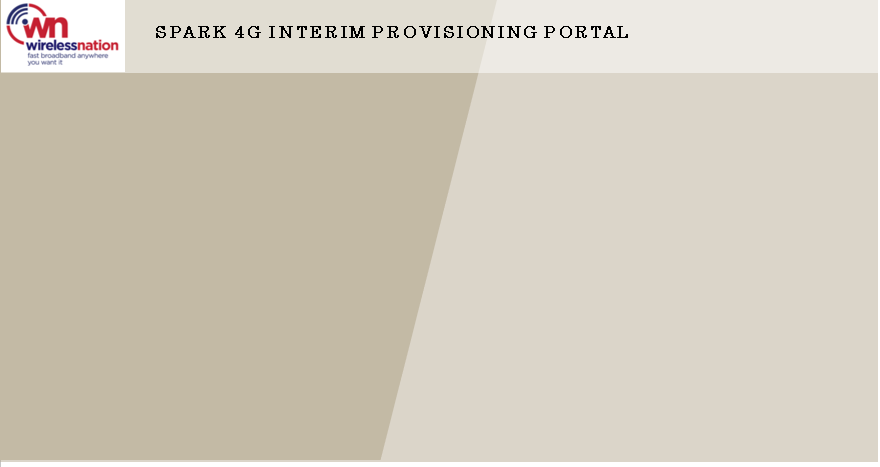 wn
wirelessnation
fast broadband anywhere
you want it
SPARK 4G INTERIM PROVISIONING PORTAL